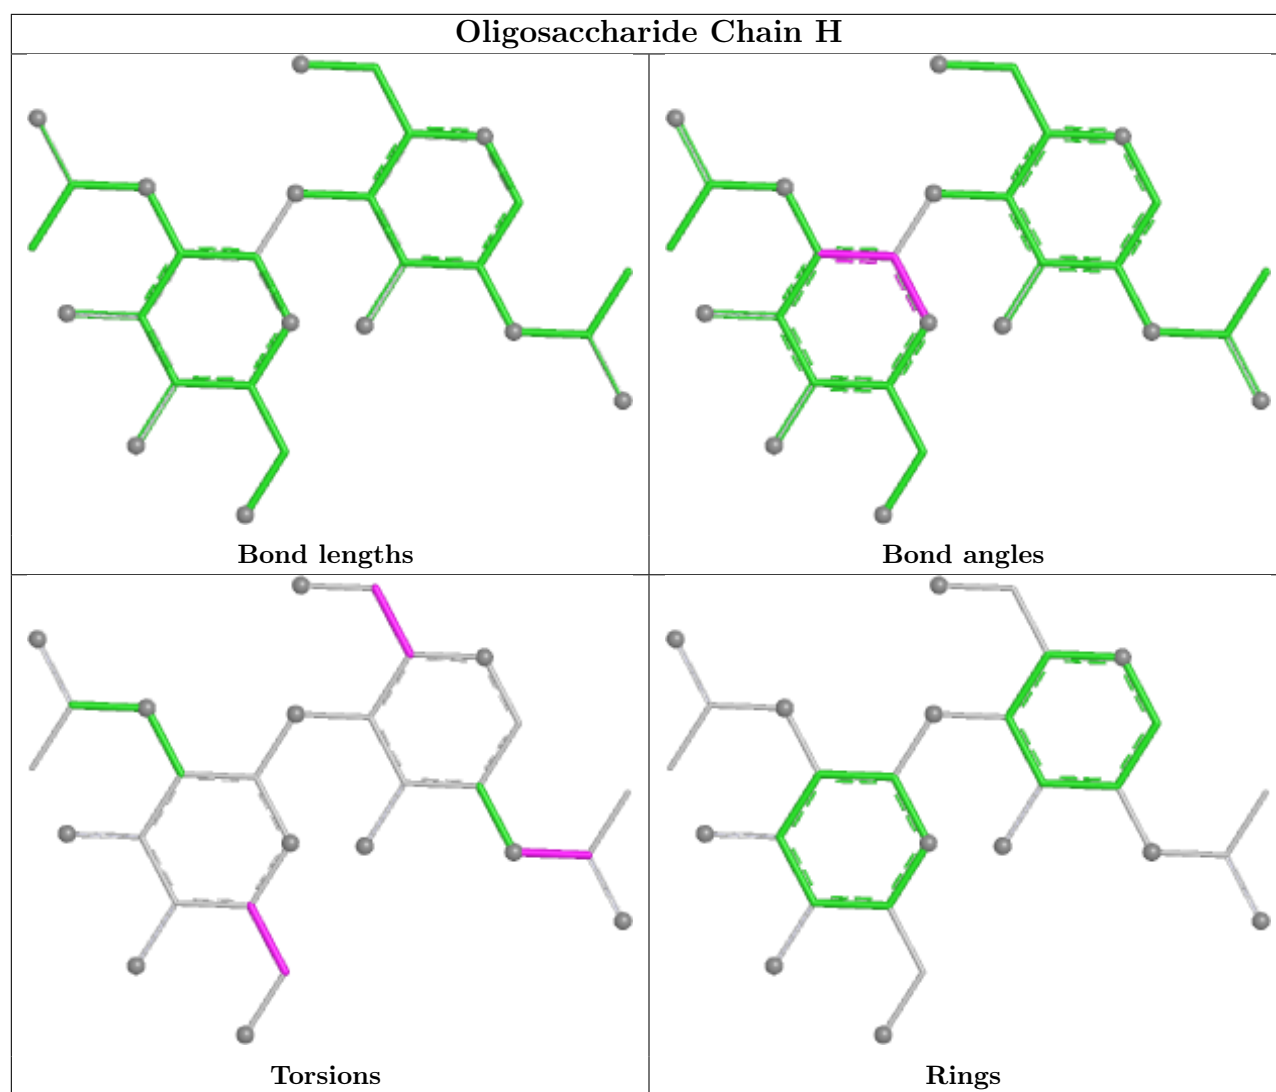 Oligosaccharide Chain H
Bond lengths
Bond angles
Torsions
Rings